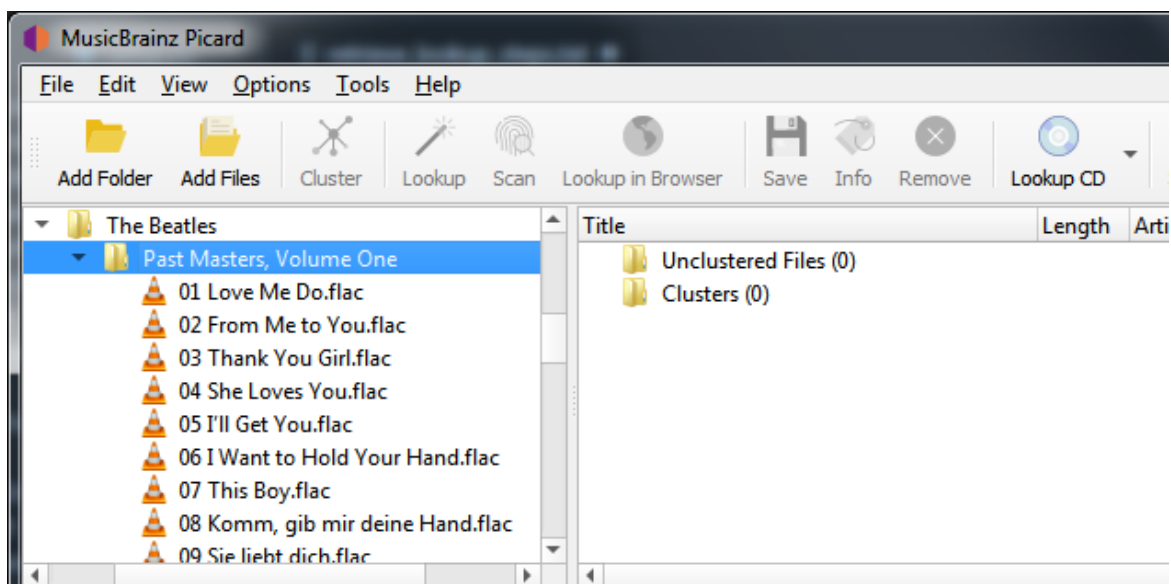 MusicBrainz Picard
File Edit View Options Tools Help
Add Folder Add Files Cluster Lookup Scan Lookup in Browser Save Info Remove Lookup CD
The Beatles
Past Masters, Volume One
01 Love Me Do.flac
02 From Me to You.flac
03 Thank You Girl.flac
04 She Loves You.flac
05 I'll Get You.flac
06 I Want to Hold Your Hand.flac
07 This Boy.flac
08 Komm, gib mir deine Hand.flac
09 Sie liebt dich.flac
Title Length Arti
Unclustered Files (0)
Clusters (0)